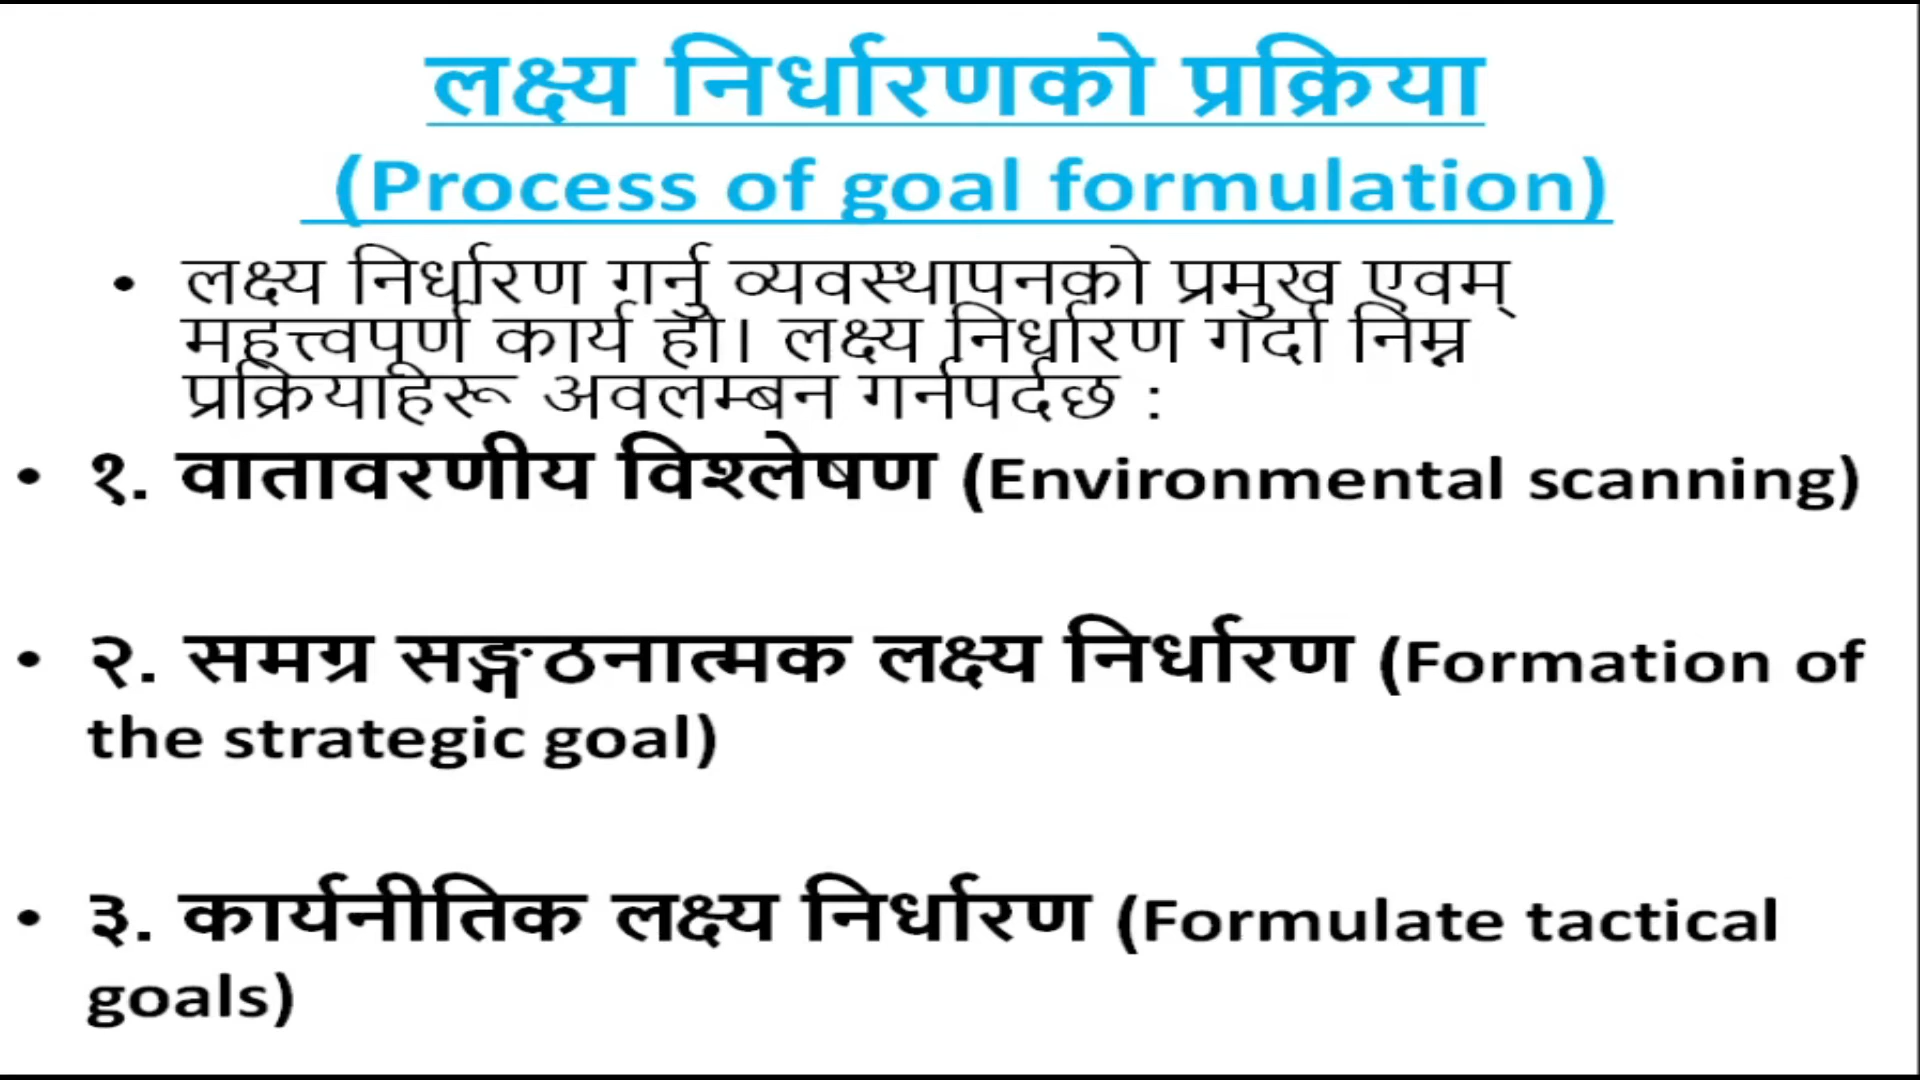 लक्ष्य निर्धारणको प्रक्रिया
(Process of goal formulation)
• लक्ष्य निर्धारण गर्नु व्यवस्थापनको प्रमुख एवम्
महत्त्वपूर्ण कार्य हो। लक्ष्य निर्धारण गर्दा निम्न
प्रक्रियाहरू अवलम्बन गर्नुपर्दछ :
• १. वातावरणीय विश्लेषण (Environmental scanning)
• २. समग्र सङ्गठनात्मक लक्ष्य निर्धारण (Formation of
the strategic goal)
• ३. कार्यनीतिक लक्ष्य निर्धारण (Formulate tactical
goals)